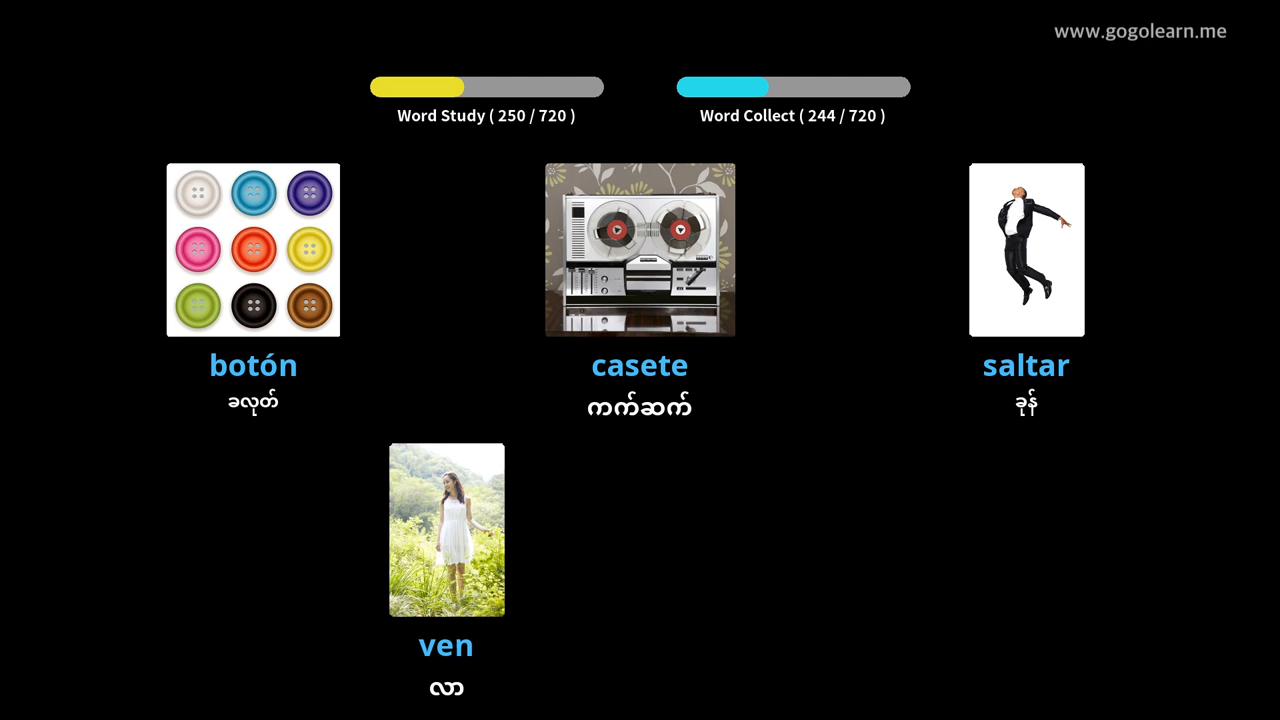 www.gogolearn.me
Word Study ( 250 / 720 )
Word Collect ( 244 / 720 )
botón
ခလုတ်
casete
ကက်ဆက်
saltar
ခုန်
ven
လာ